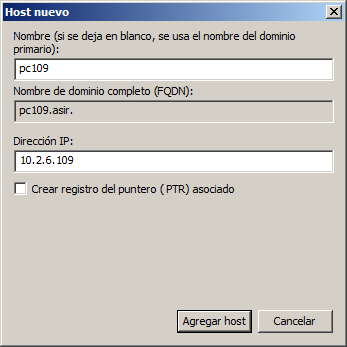 Host nuevo
Nombre (si se deja en blanco, se usa el nombre del dominio
primario):
pc109
Nombre de dominio completo (FQDN):
pc109.asir.
Dirección IP:
10.2.6.109
Crear registro del puntero (PTR) asociado
Agregar host
Cancelar